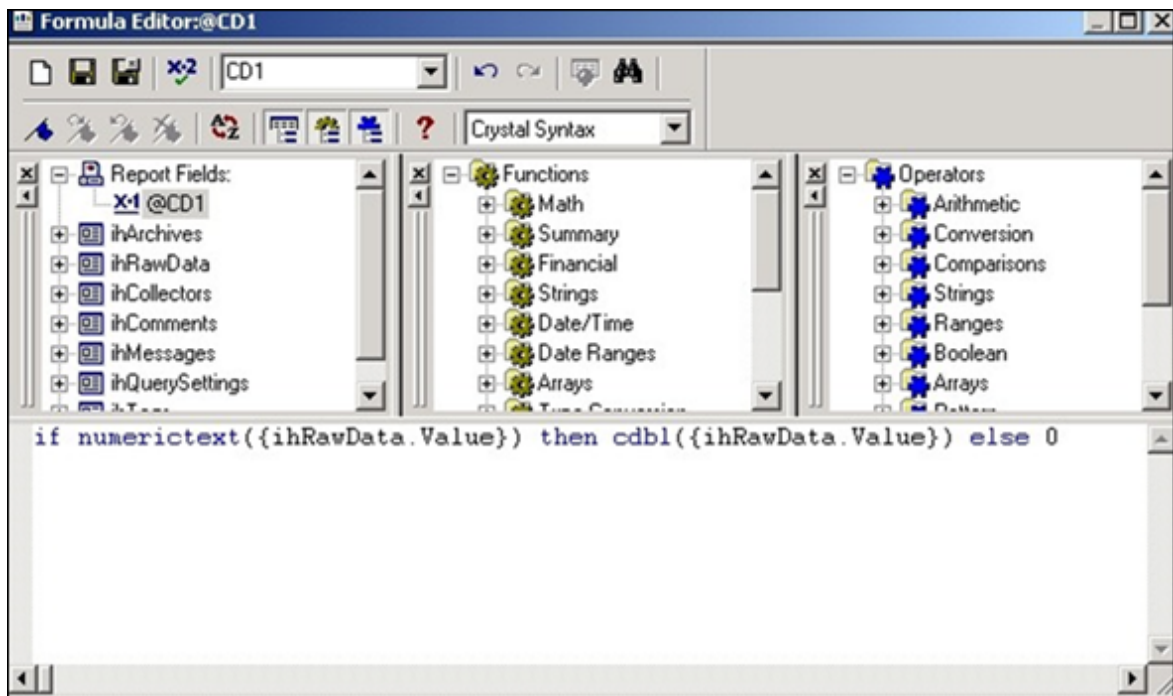 Formula Editor:@CD1
X-2 CD1
Crystal Syntax
Report Fields:
X-1 @CD1
ihArchives
ihRawData
ihCollectors
ihComments
ihMessages
ihQuerySettings
Functions
Math
Summary
Financial
Strings
Date/Time
Date Ranges
Arrays
Operators
Arithmetic
Conversion
Comparisons
Strings
Ranges
Boolean
Arrays
if numerictext({ihRawData.Value}) then cdbl({ihRawData.Value}) else 0